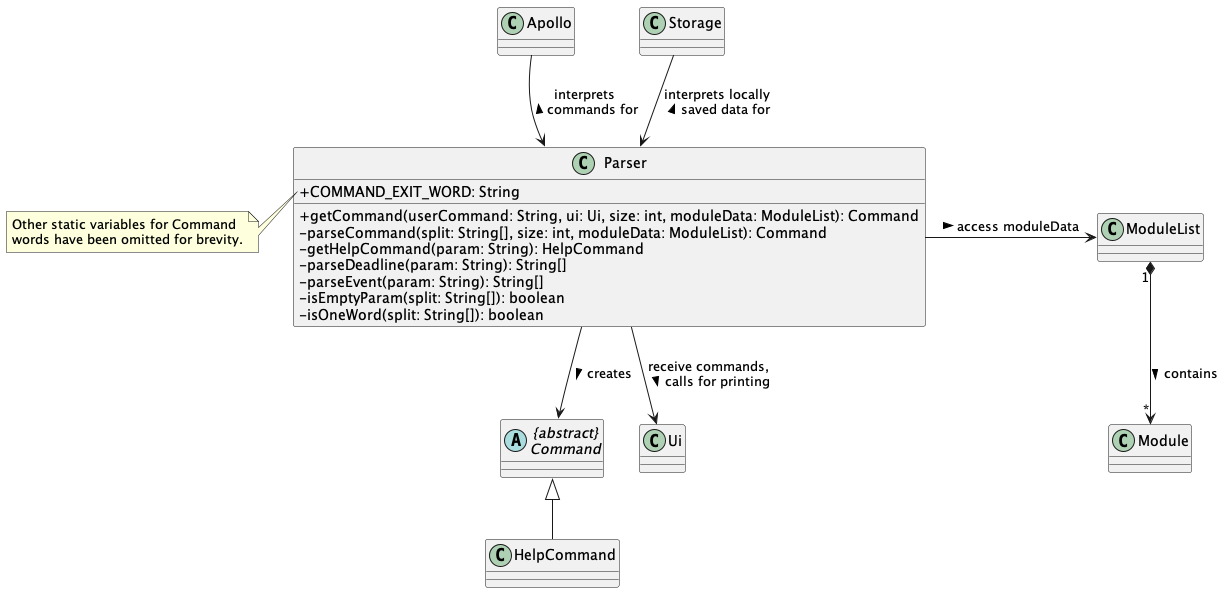 C Apollo
C Storage
interprets
commands for
interprets locally
saved data for
C Parser
+COMMAND_EXIT_WORD: String
+getCommand(userCommand: String, ui: Ui, size: int, moduleData: ModuleList): Command
-parseCommand(split: String[], size: int, moduleData: ModuleList): Command
-getHelpCommand(param: String): HelpCommand
-parseDeadline(param: String): String[]
-parseEvent(param: String): String[]
-isEmptyParam(split: String[]): boolean
-isOneWord(split: String[]): boolean
Other static variables for Command
words have been omitted for brevity.
access moduleData
C ModuleList
1
creates
receive commands,
calls for printing
contains
*
A {abstract}
Command
C Ui
C Module
C HelpCommand